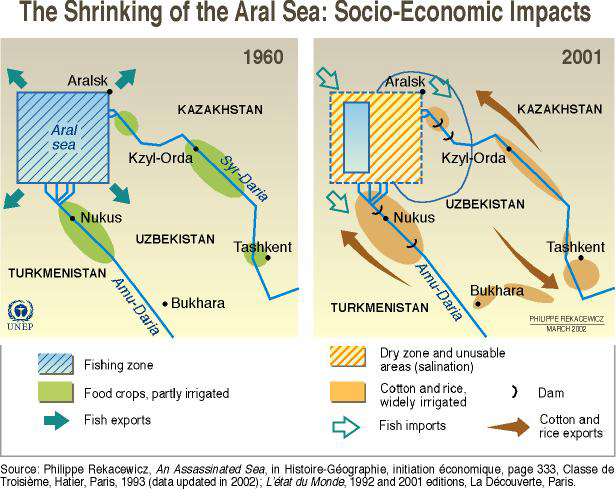 The Shrinking of the Aral Sea: Socio-Economic Impacts
1960
Aralsk
KAZAKHSTAN
Aral
sea
Kzyl-Orda
Syr-Daria
Nukus
UZBEKISTAN
Tashkent
TURKMENISTAN
Amu-Daria
Bukhara
UNEP
2001
Aralsk
KAZAKHSTAN
Kzyl-Orda
UZBEKISTAN
Nukus
Tashkent
Amu-Daria
Bukhara
TURKMENISTAN
PHILIPPE REKACEWICZ
MARCH 2002
Fishing zone
Food crops, partly irrigated
Fish exports
Dry zone and unusable
areas (salination)
Cotton and rice,
widely irrigated
Dam
Fish imports
Cotton and
rice exports
Source: Philippe Rekacewicz, An Assassinated Sea, in Histoire-Géographie, initiation économique, page 333, Classe de
Troisième, Hatier, Paris, 1993 (data updated in 2002); L'état du Monde, 1992 and 2001 editions, La Découverte, Paris.